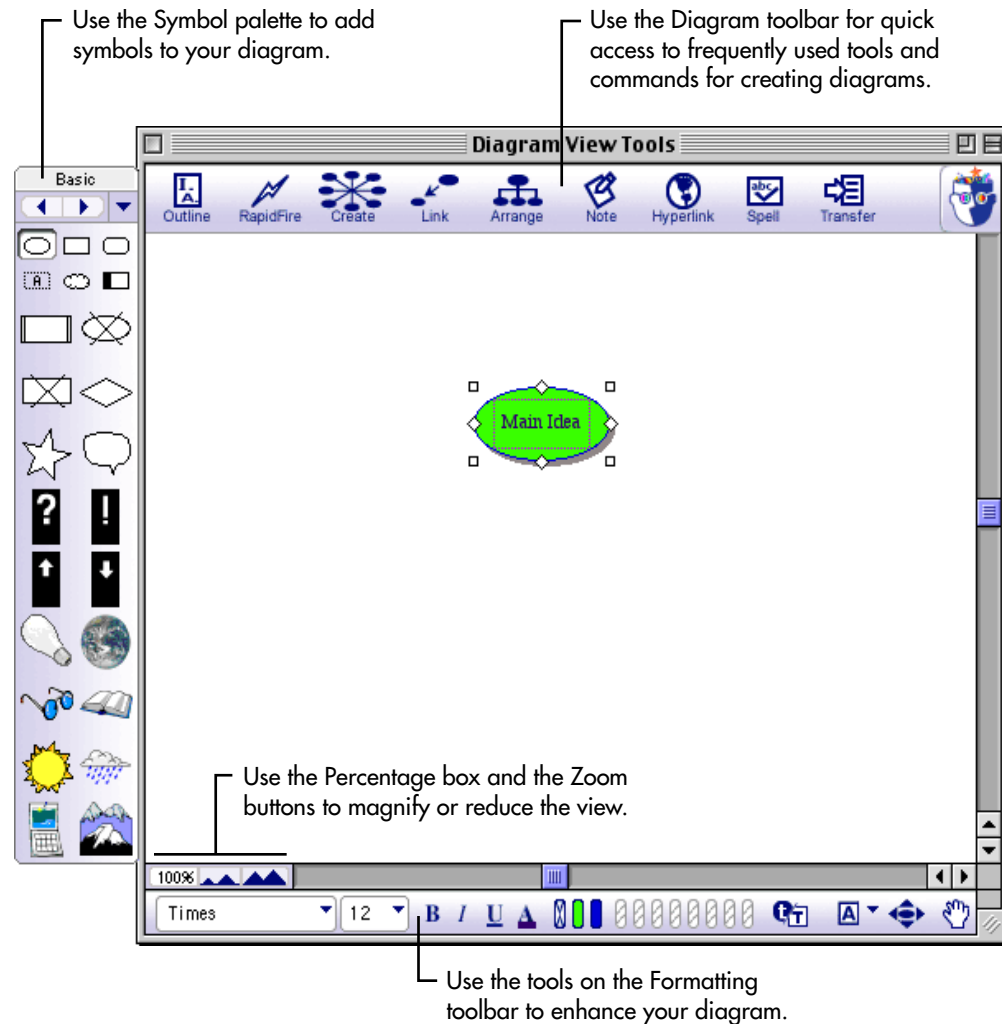 Use the Symbol palette to add
symbols to your diagram.
Use the Diagram toolbar for quick
access to frequently used tools and
commands for creating diagrams.
Diagram View Tools
Basic
I.
A.
Outline
RapidFire
Create
Link
Arrange
Note
Hyperlink
abc
Spell
Transfer
A
Main Idea
?
!
Use the Percentage box and the Zoom
buttons to magnify or reduce the view.
100%
Times
12
B
I
U
A
t T
A
Use the tools on the Formatting
toolbar to enhance your diagram.